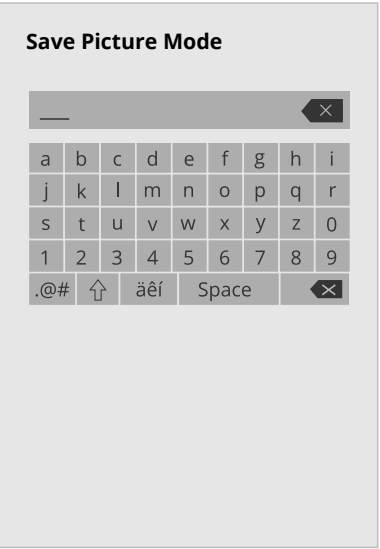 Save Picture Mode
a b c d e f g h i
j k l m n o p q r
s t u v w x y z 0
1 2 3 4 5 6 7 8 9
.@# äêí Space